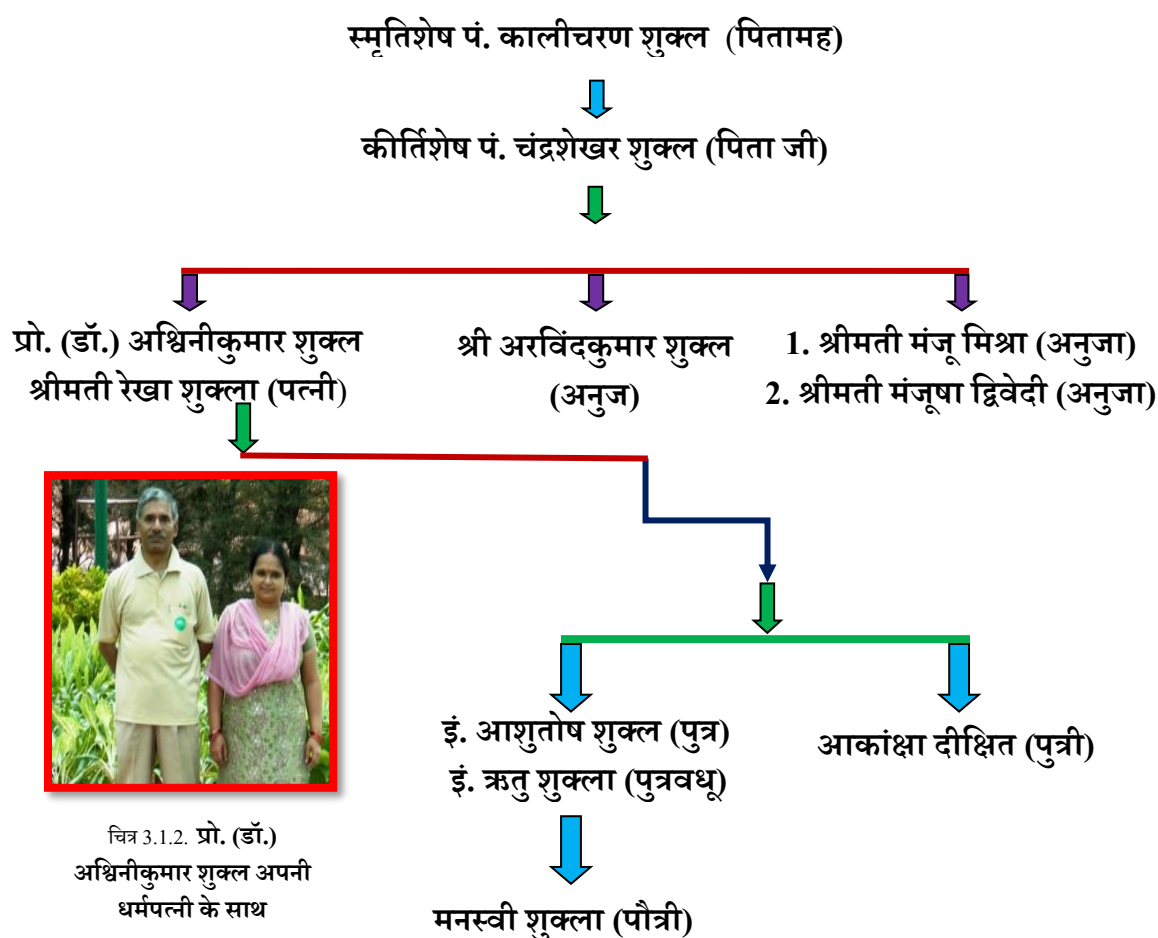 स्मृतिशेष पं. कालीचरण शुक्ल (पितामह)
कीर्तिशेष पं. चंद्रशेखर शुक्ल (पिता जी)
प्रो. (डॉ.) अश्विनीकुमार शुक्ल
श्रीमती रेखा शुक्ला (पत्नी)
श्री अरविंदकुमार शुक्ल
(अनुज)
1. श्रीमती मंजू मिश्रा (अनुजा)
2. श्रीमती मंजूषा द्विवेदी (अनुजा)
इं. आशुतोष शुक्ल (पुत्र)
इं. ऋतु शुक्ला (पुत्रवधू)
आकांक्षा दीक्षित (पुत्री)
चित्र 3.1.2. प्रो. (डॉ.)
अश्विनीकुमार शुक्ल अपनी
धर्मपत्नी के साथ
मनस्वी शुक्ला (पौत्री)